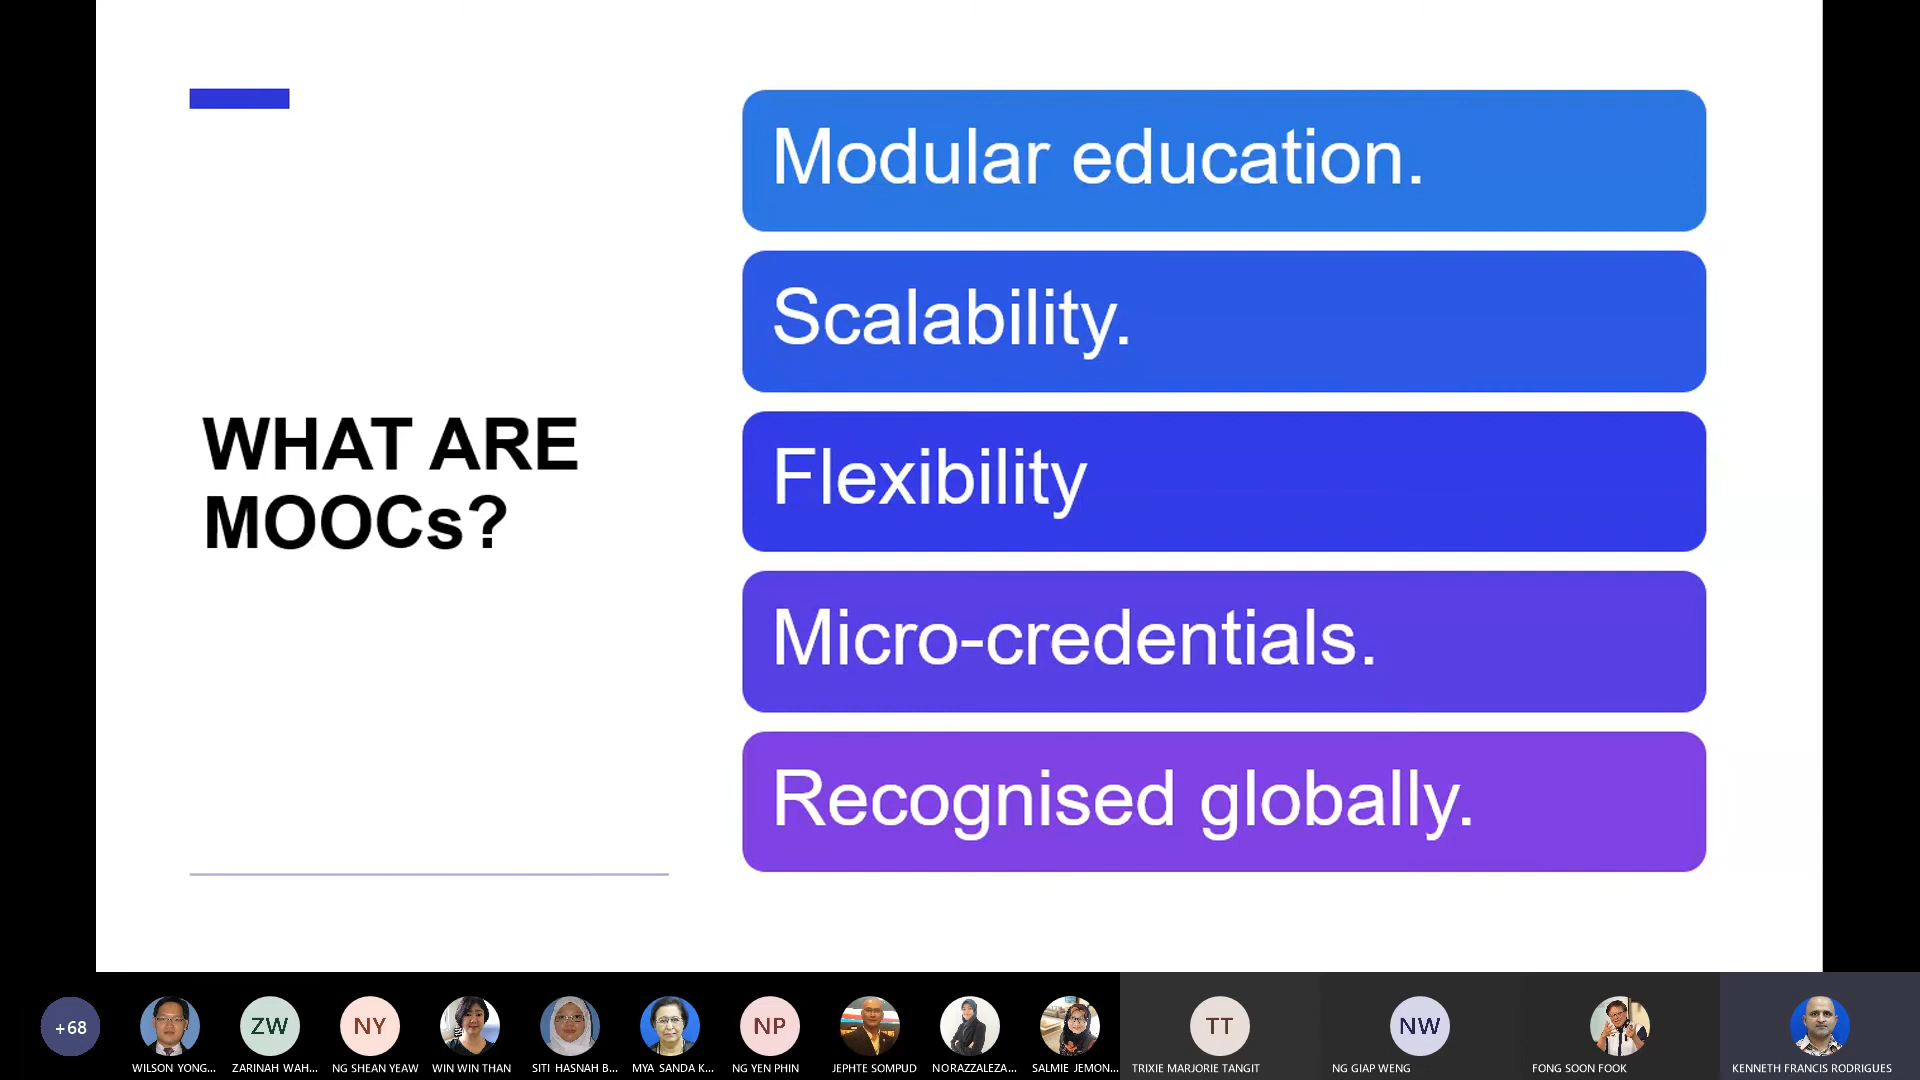 WHAT ARE
MOOCs?
Modular education.
Scalability.
Flexibility
Micro-credentials.
Recognised globally.
+68
ZW
NY
NP
TT
NW
WILSON YONG...
ZARINAH WAH...
NG SHEAN YEAW
WIN WIN THAN
SITI HASNAH B...
MYA SANDA K...
NG YEN PHIN
JEPHTE SOMPUD
NORAZZALEZA...
SALMIE JEMON...
TRIXIE MARJORIE TANGIT
NG GIAP WENG
FONG SOON FOOK
KENNETH FRANCIS RODRIGUES